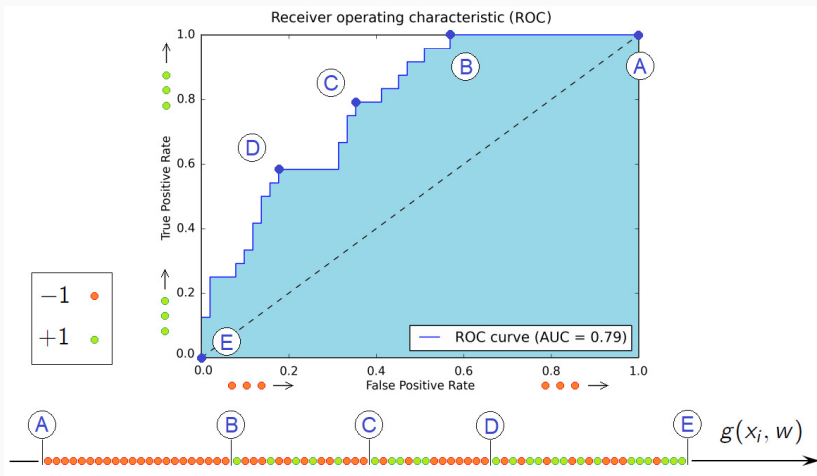 Receiver operating characteristic (ROC)
1.0
0.8
0.6
0.4
0.2
0.0
True Positive Rate
A
B
C
D
E
ROC curve (AUC = 0.79)
0.0 0.2 0.4 0.6 0.8 1.0
False Positive Rate
−1
+1
A B C D E
g(xᵢ, w)